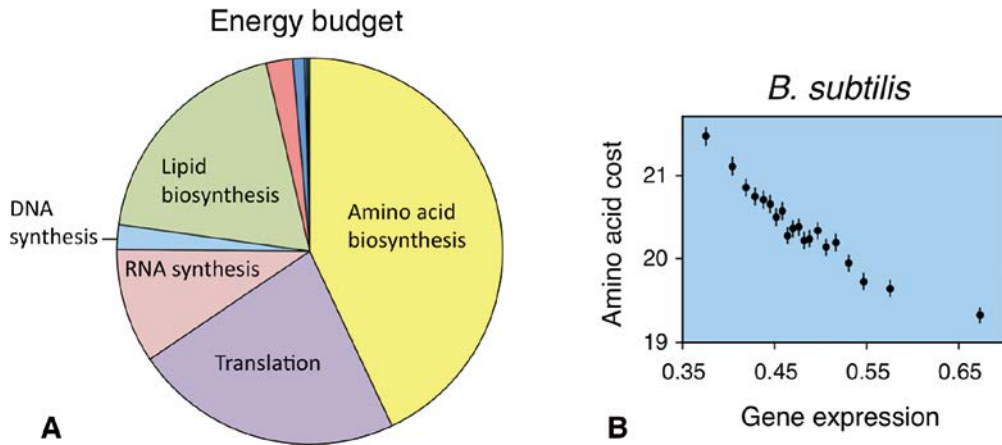 Energy budget
Lipid
biosynthesis
DNA
synthesis
RNA synthesis
Amino acid
biosynthesis
Translation
A
B. subtilis
Amino acid cost
21
20
19
0.35
0.45
0.55
0.65
Gene expression
B